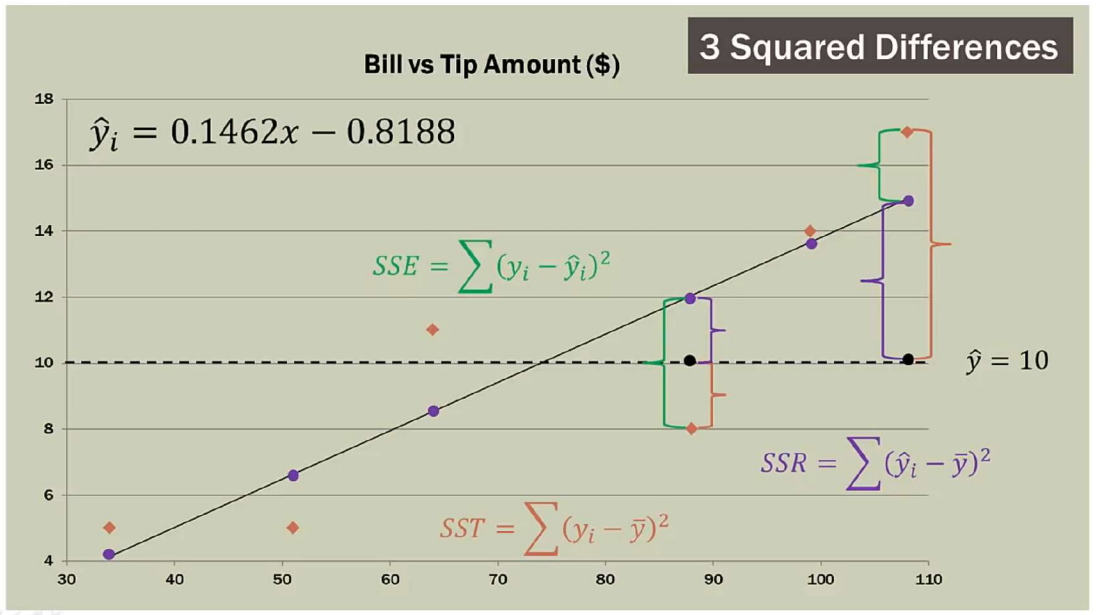 3 Squared Differences
Bill vs Tip Amount ($)
18
ŷᵢ = 0.1462x − 0.8188
16
14
SSE = ∑(yᵢ − ŷᵢ)²
12
10
ŷ = 10
8
SSR = ∑(ŷᵢ − ȳ)²
6
SST = ∑(yᵢ − ȳ)²
4
30 40 50 60 70 80 90 100 110